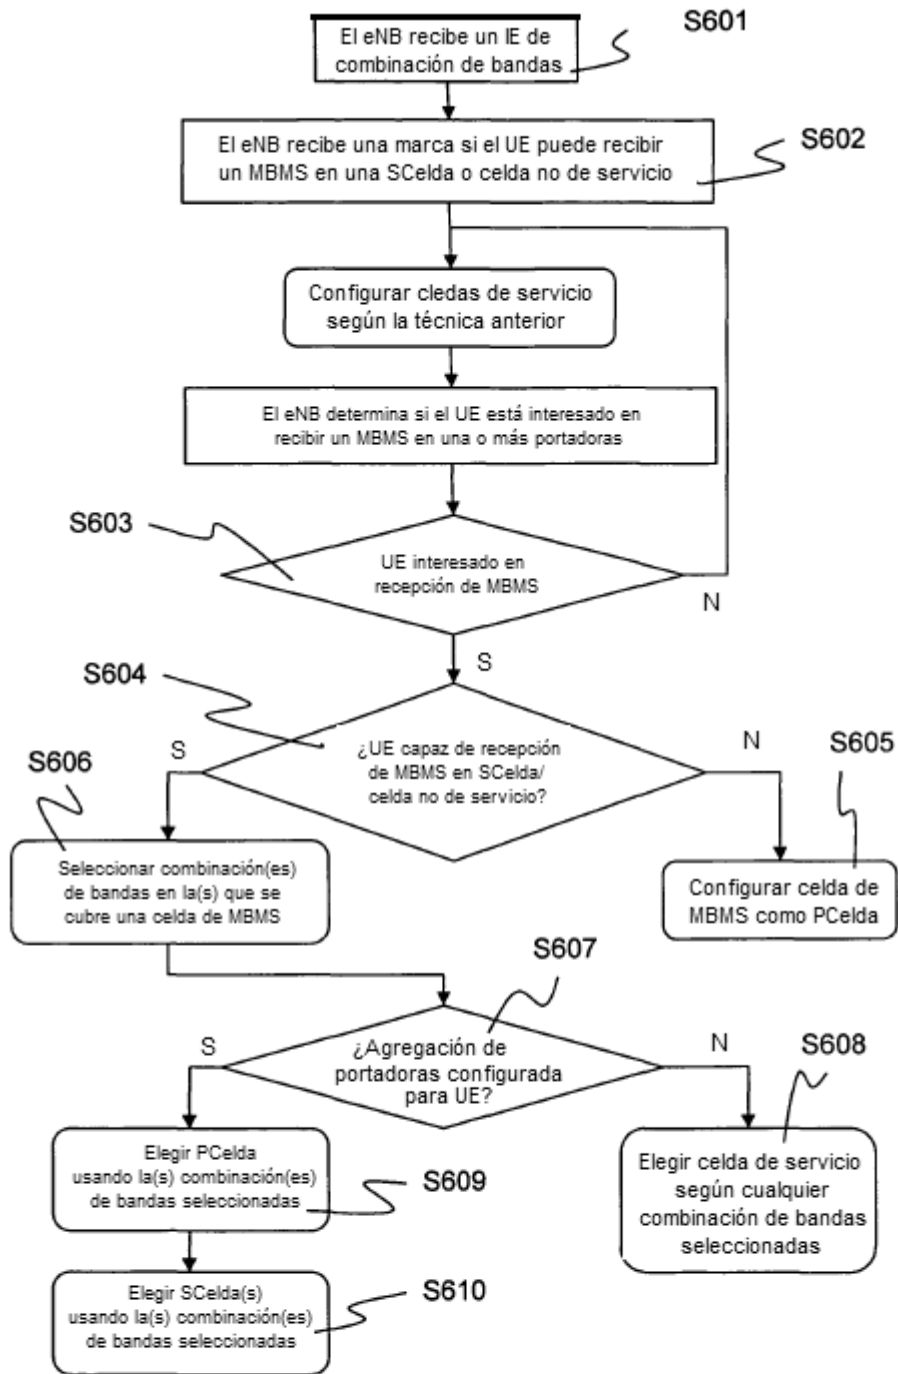 S601
El eNB recibe un IE de
combinación de bandas
S602
El eNB recibe una marca si el UE puede recibir
un MBMS en una SCelda o celda no de servicio
Configurar cledas de servicio
según la técnica anterior
El eNB determina si el UE está interesado en
recibir un MBMS en una o más portadoras
S603
UE interesado en
recepción de MBMS
N
S
S604
¿UE capaz de recepción
de MBMS en SCelda/
celda no de servicio?
S
N
S606
S605
Seleccionar combinación(es)
de bandas en la(s) que se
cubre una celda de MBMS
Configurar celda de
MBMS como PCelda
S607
¿Agregación de
portadoras configurada
para UE?
S
N
S608
Elegir PCelda
usando la(s) combinación(es)
de bandas seleccionadas
S609
Elegir celda de servicio
según cualquier
combinación de bandas
seleccionadas
Elegir SCelda(s)
usando la(s) combinación(es)
de bandas seleccionadas
S610